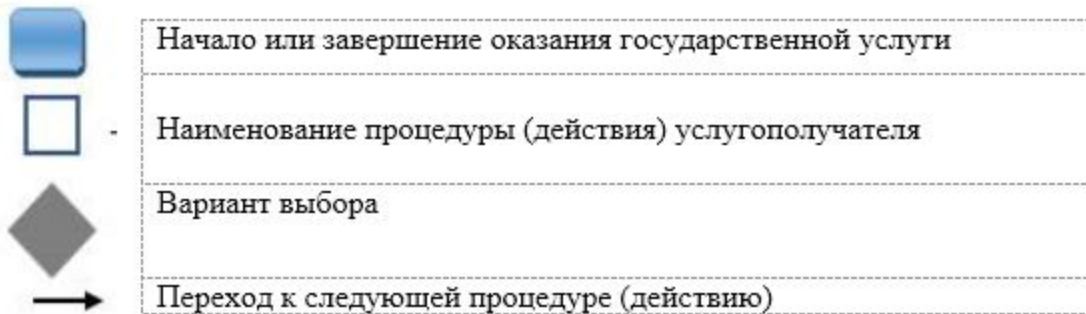 Начало или завершение оказания государственной услуги
- Наименование процедуры (действия) услугополучателя
Вариант выбора
Переход к следующей процедуре (действию)